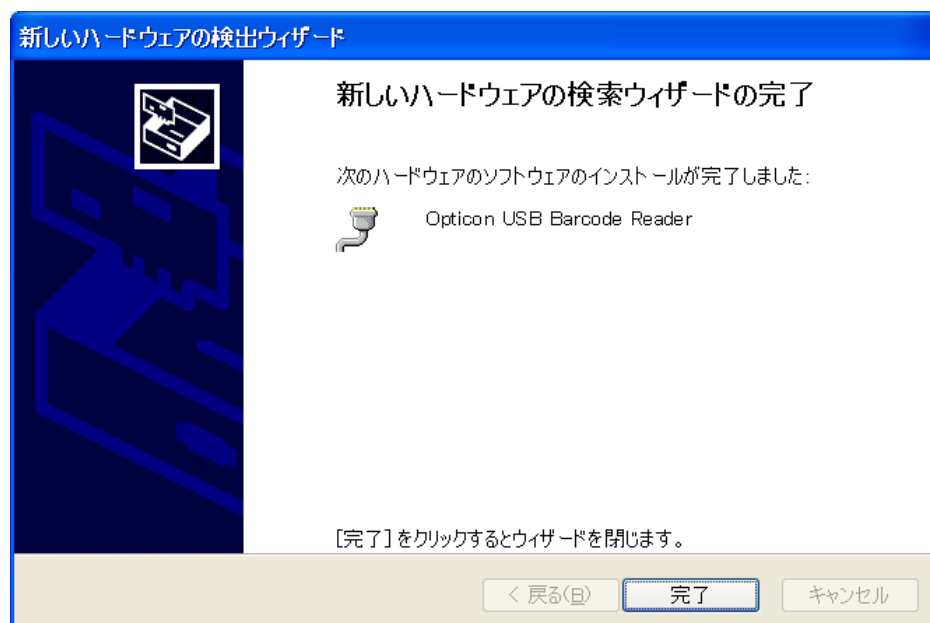 新しいハードウェアの検出ウィザード
新しいハードウェアの検索ウィザードの完了
次のハードウェアのソフトウェアのインストールが完了しました:
Opticon USB Barcode Reader
[完了]をクリックするとウィザードを閉じます。
< 戻る(B)
完了
キャンセル